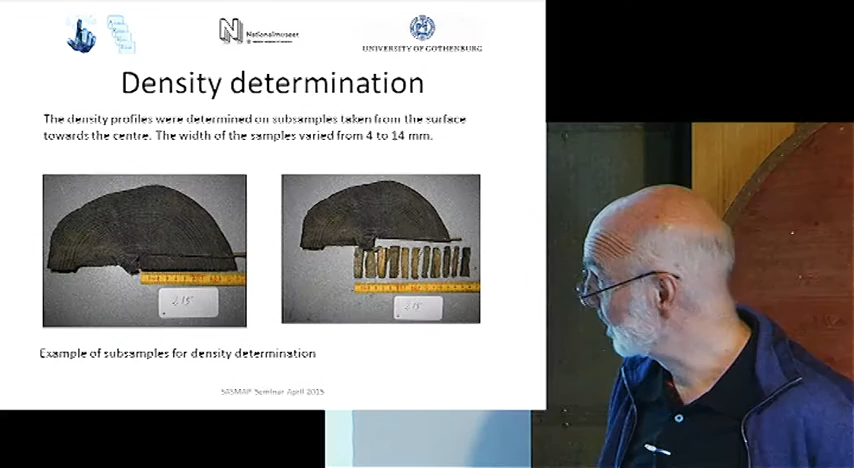 Nationalmuseet
UNIVERSITY OF GOTHENBURG
Density determination
The density profiles were determined on subsamples taken from the surface
towards the centre. The width of the samples varied from 4 to 14 mm.
Example of subsamples for density determination
SASMAP Seminar April 2015